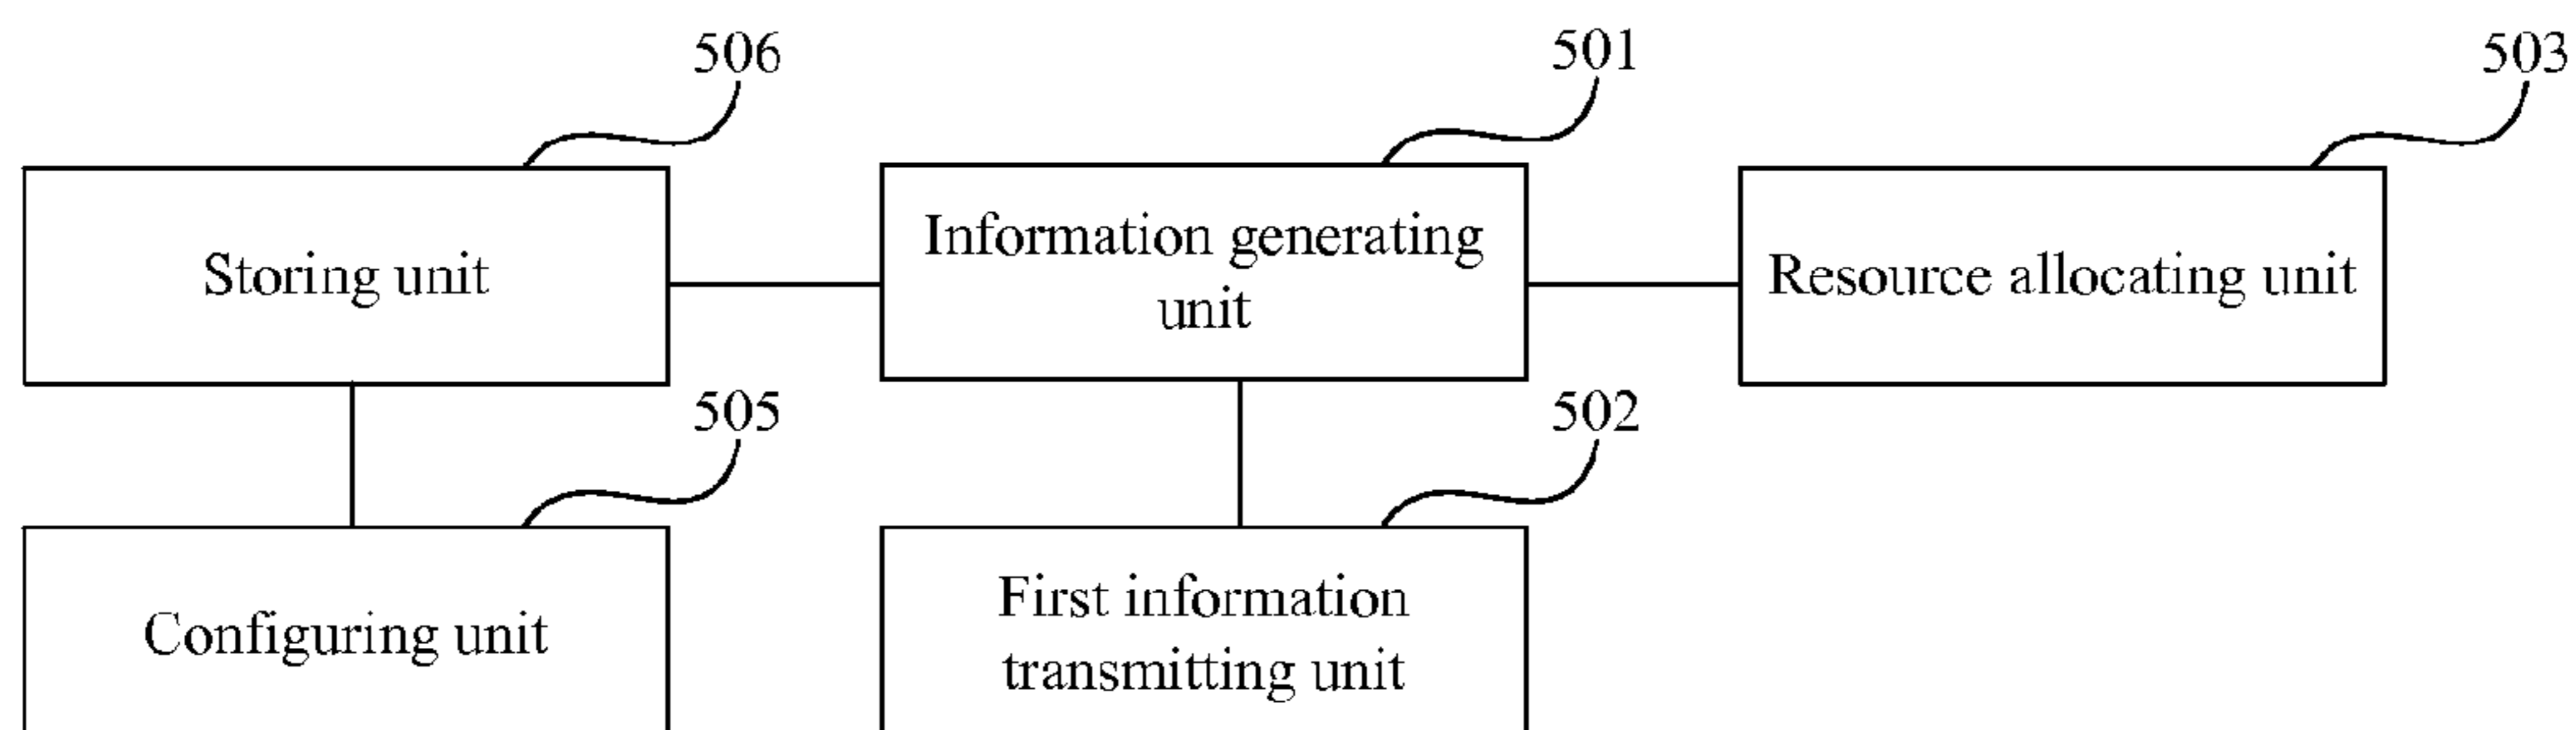 506
501
503
Storing unit
Information generating
unit
Resource allocating unit
505
502
Configuring unit
First information
transmitting unit